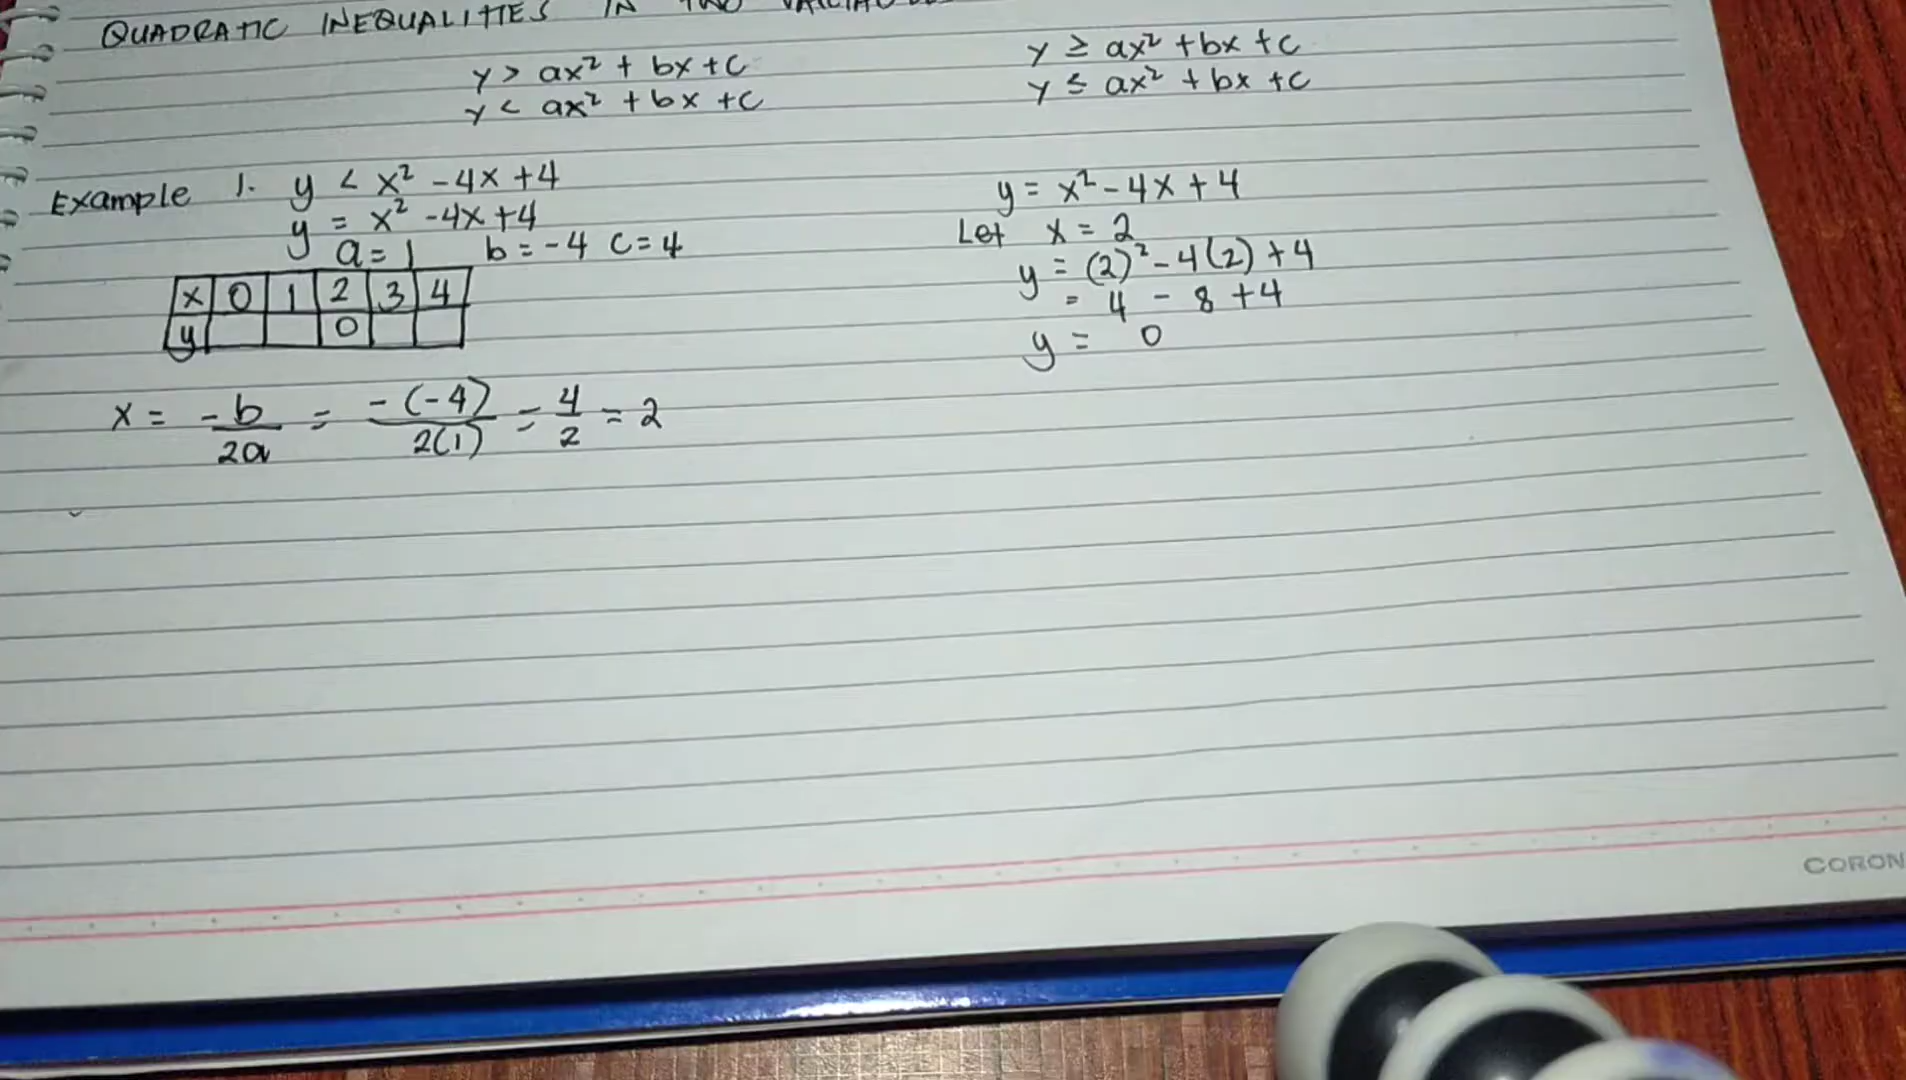 QUADRATIC INEQUALITIES IN TWO
y > ax² + bx + c
y < ax² + bx + c
y ≥ ax² + bx + c
y ≤ ax² + bx + c
Example 1. y < x² - 4x + 4
y = x² - 4x + 4
a = 1 b = -4 c = 4
x 0 1 2 3 4
y 0
x = -b/2a = -(-4)/2(1) = 4/2 = 2
y = x² - 4x + 4
Let x = 2
y = (2)² - 4(2) + 4
= 4 - 8 + 4
y = 0
CORON